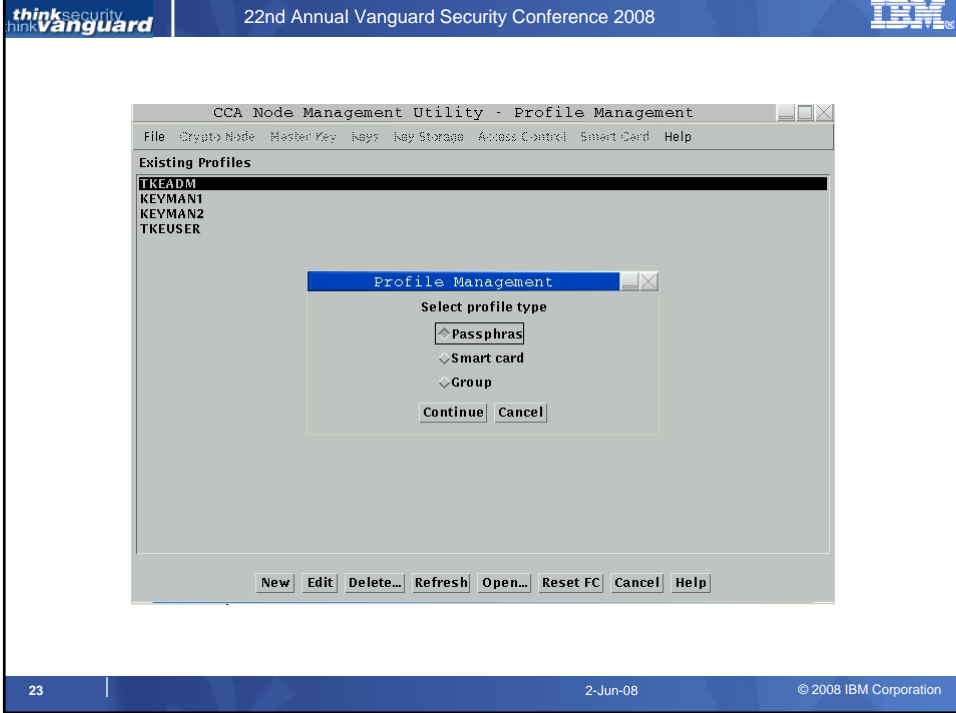 thinksecurity
thinkVanguard
22nd Annual Vanguard Security Conference 2008
IBM®
CCA Node Management Utility - Profile Management
File Crypto Node Master Key Keys Key Storage Access Control Smart Card Help
Existing Profiles
TKEADM
KEYMAN1
KEYMAN2
TKEUSER
Profile Management
Select profile type
Passphras
Smart card
Group
Continue Cancel
New Edit Delete... Refresh Open... Reset FC Cancel Help
23
2-Jun-08
© 2008 IBM Corporation